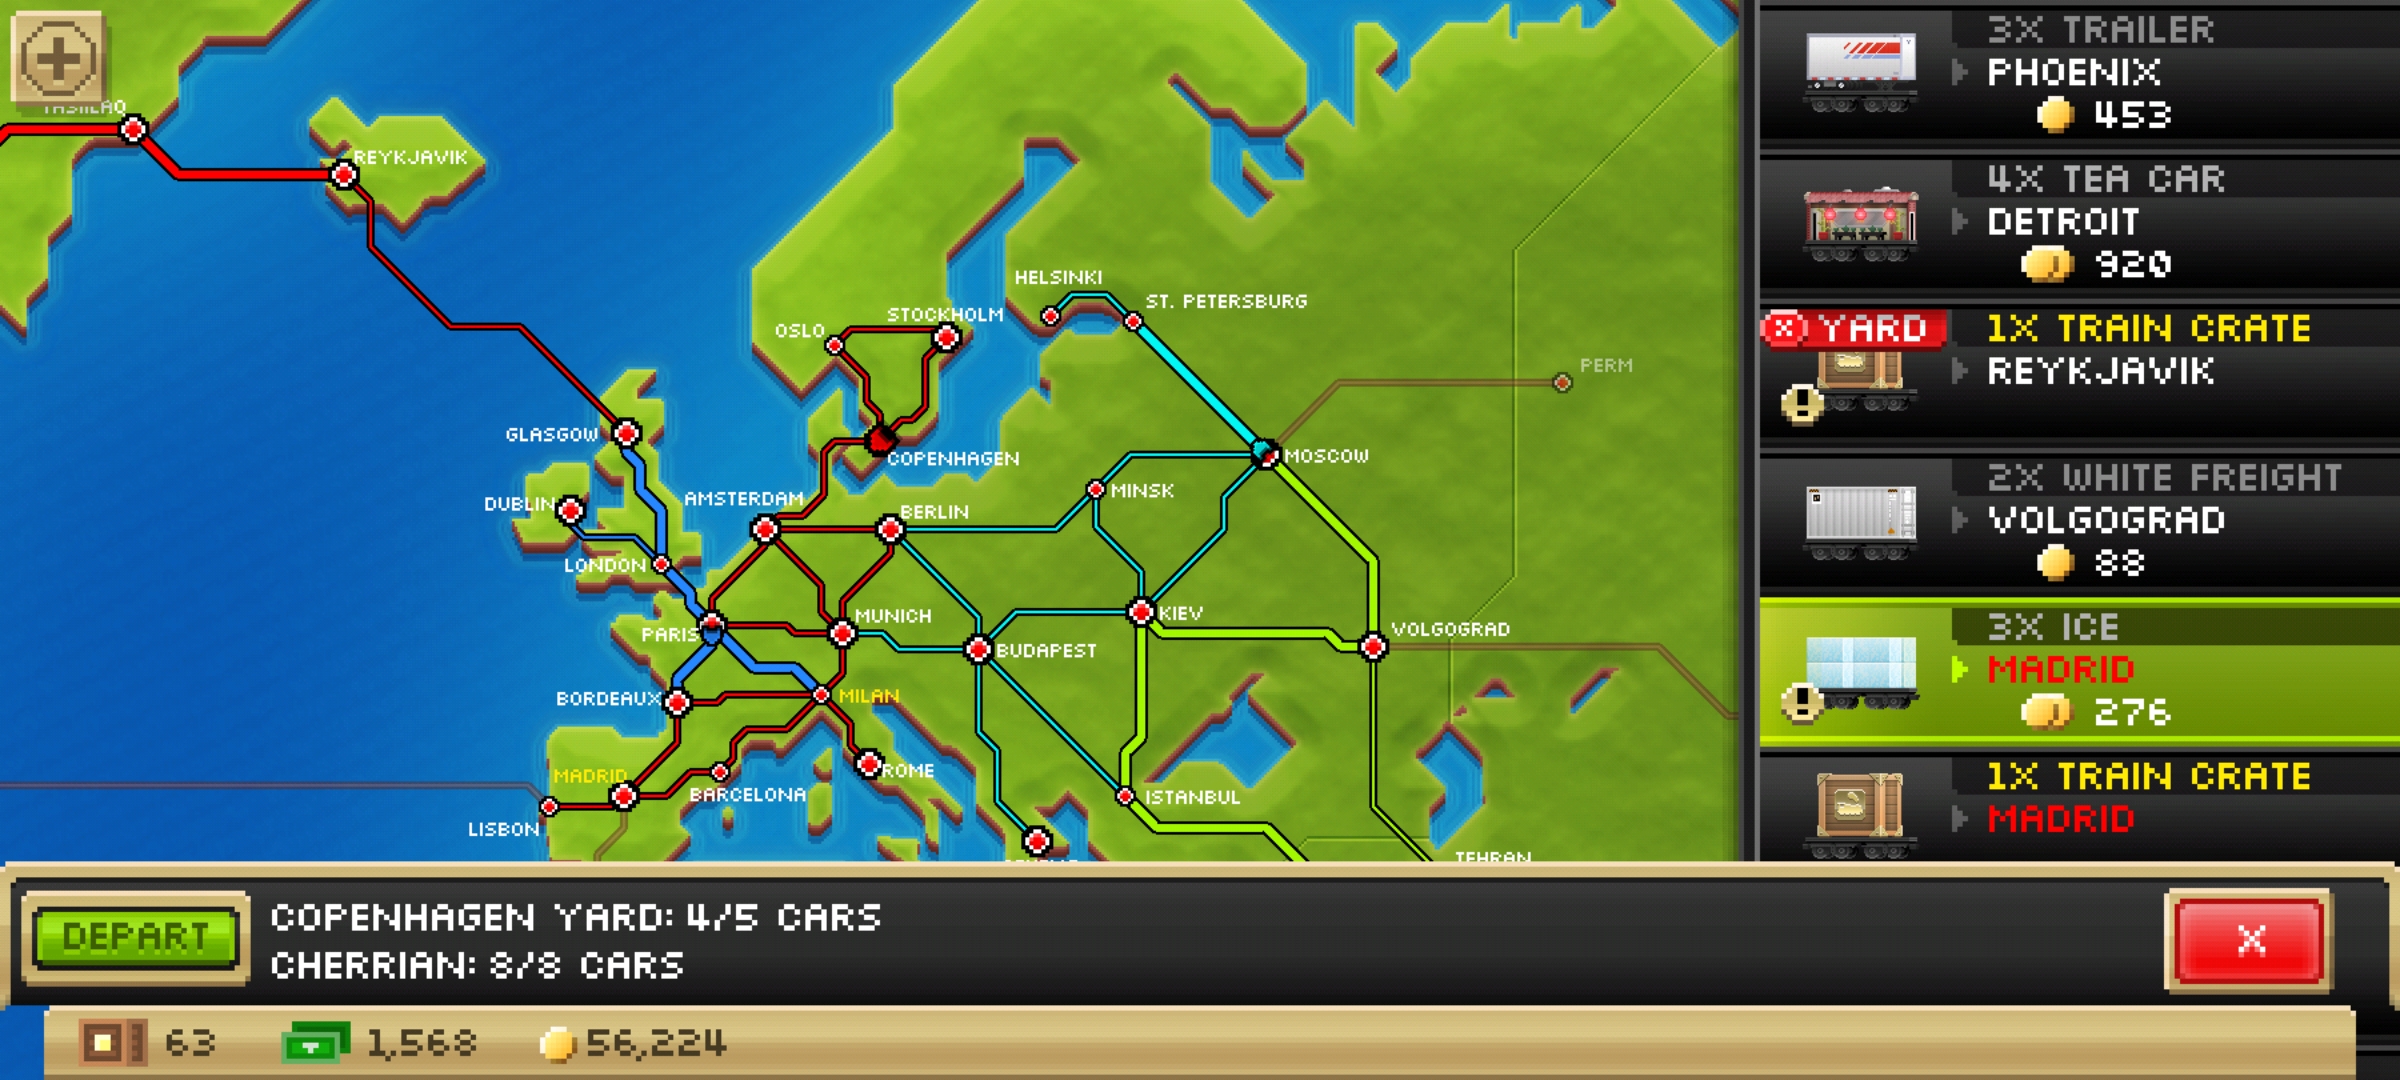 REYKJAVIK
HELSINKI
ST. PETERSBURG
STOCKHOLM
OSLO
PERM
GLASGOW
COPENHAGEN
MOSCOW
MINSK
DUBLIN
AMSTERDAM
BERLIN
LONDON
KIEV
MUNICH
PARIS
VOLGOGRAD
BUDAPEST
BORDEAUX
MILAN
MADRID
ROME
BARCELONA
ISTANBUL
LISBON
TEHRAN
3X TRAILER
PHOENIX
453
4X TEA CAR
DETROIT
920
YARD
1X TRAIN CRATE
REYKJAVIK
2X WHITE FREIGHT
VOLGOGRAD
88
3X ICE
MADRID
276
1X TRAIN CRATE
MADRID
DEPART
COPENHAGEN YARD: 4/5 CARS
CHERRIAN: 8/8 CARS
X
63
1,568
56,224